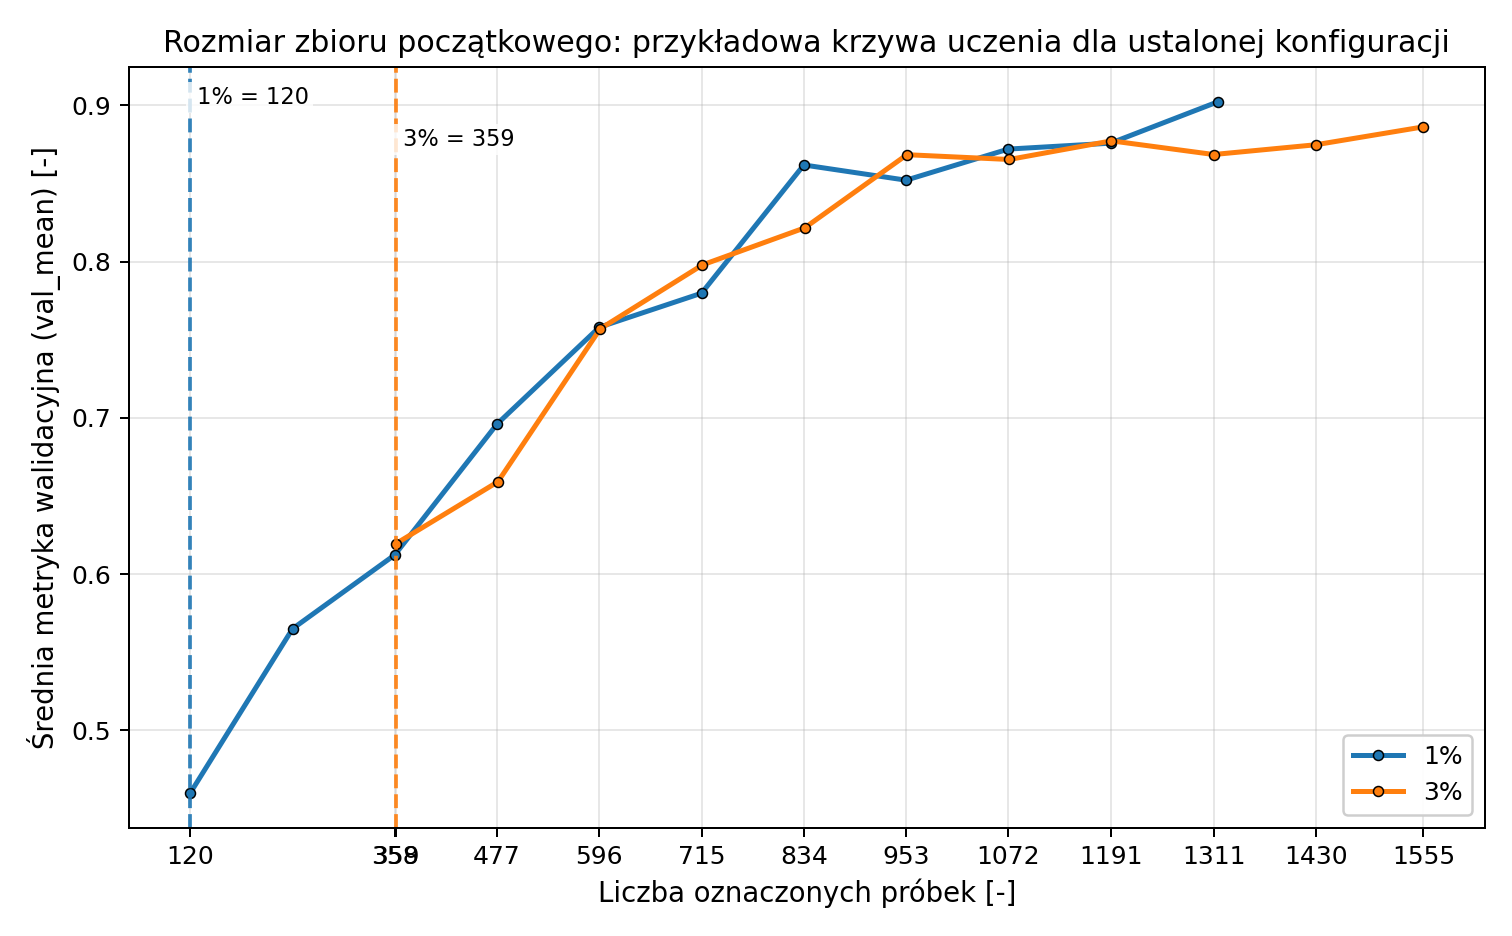 Rozmiar zbioru początkowego: przykładowa krzywa uczenia dla ustalonej konfiguracji
Średnia metryka walidacyjna (val_mean) [-]
0.9
0.8
0.7
0.6
0.5
1% = 120
3% = 359
1%
3%
120 359 477 596 715 834 953 1072 1191 1311 1430 1555
Liczba oznaczonych próbek [-]